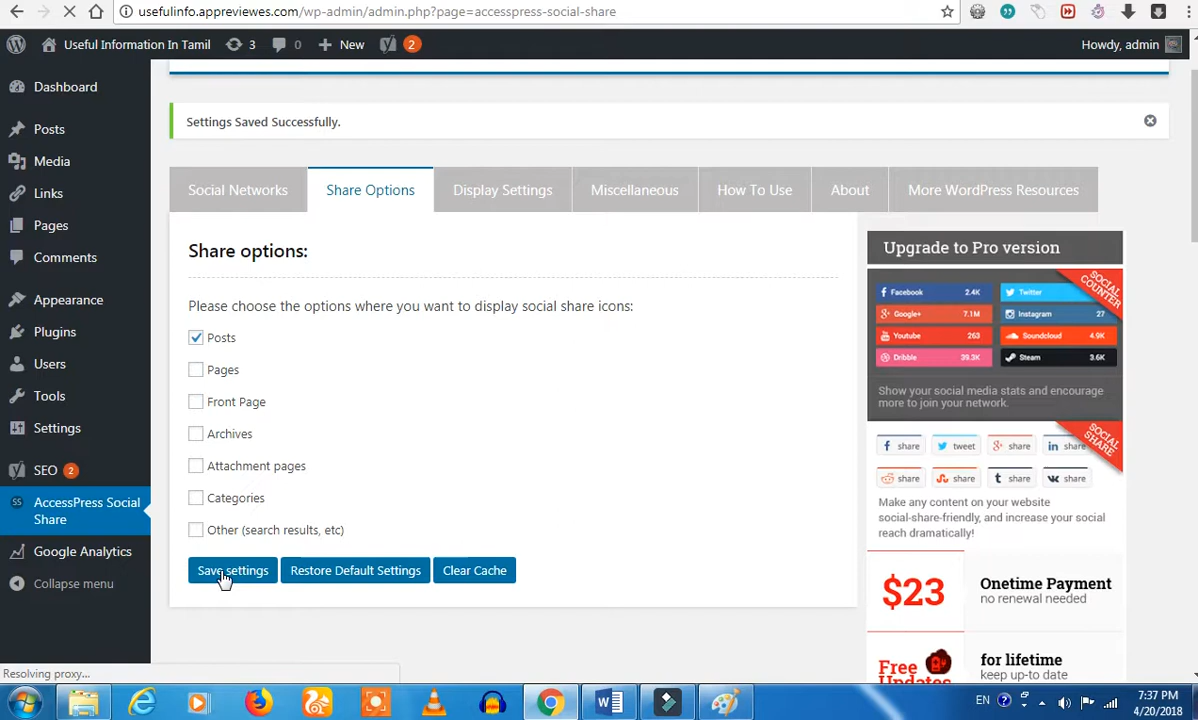 usefulinfo.appreviewes.com/wp-admin/admin.php?page=accesspress-social-share
Useful Information In Tamil
3
0
New
2
Howdy, admin
Dashboard
Posts
Media
Links
Pages
Comments
Appearance
Plugins
Users
Tools
Settings
SEO 2
AccessPress Social
Share
Google Analytics
Collapse menu
Settings Saved Successfully.
Social Networks
Share Options
Display Settings
Miscellaneous
How To Use
About
More WordPress Resources
Share options:
Please choose the options where you want to display social share icons:
Posts
Pages
Front Page
Archives
Attachment pages
Categories
Other (search results, etc)
Save settings
Restore Default Settings
Clear Cache
Upgrade to Pro version
SOCIAL
COUNTER
Facebook 2.4K
Twitter
Google+ 7.1M
Instagram 27
Youtube 263
Soundcloud 4.9K
Dribble 39.3K
Steam 3.6K
Show your social media stats and encourage
more to join your network.
SOCIAL
SHARE
share
tweet
share
share
share
share
share
share
Make any content on your website
social-share-friendly, and increase your social
reach dramatically!
$23
Onetime Payment
no renewal needed
Free
Updates
for lifetime
keep up-to date
Resolving proxy...
EN
7:37 PM
4/20/2018